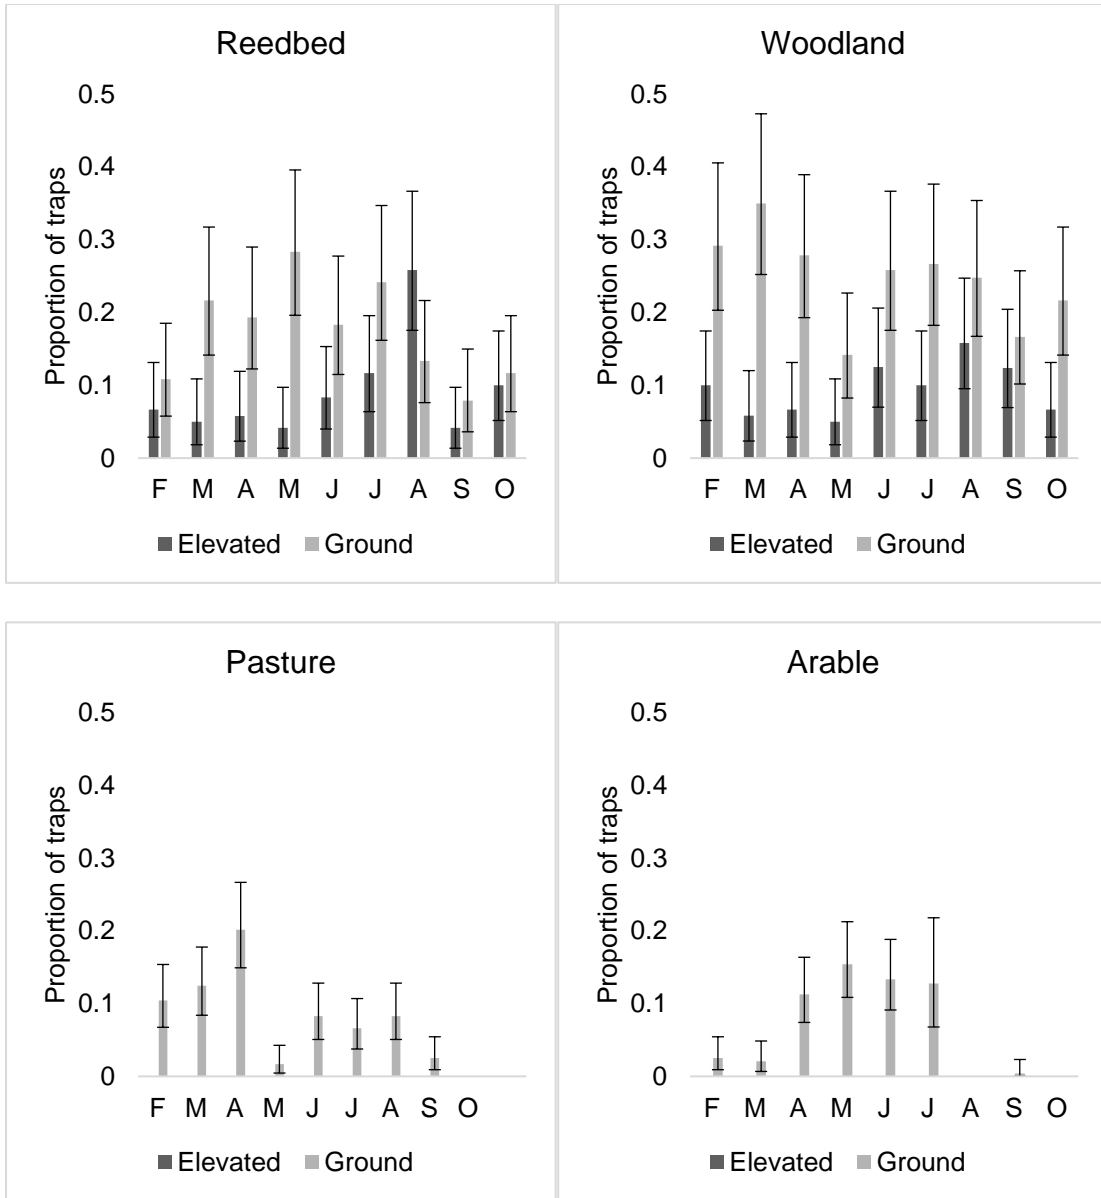 Reedbed
Proportion of traps
0.5
0.4
0.3
0.2
0.1
0
F M A M J J A S O
Elevated Ground
Woodland
Proportion of traps
0.5
0.4
0.3
0.2
0.1
0
F M A M J J A S O
Elevated Ground
Pasture
Proportion of traps
0.5
0.4
0.3
0.2
0.1
0
F M A M J J A S O
Elevated Ground
Arable
Proportion of traps
0.5
0.4
0.3
0.2
0.1
0
F M A M J J A S O
Elevated Ground